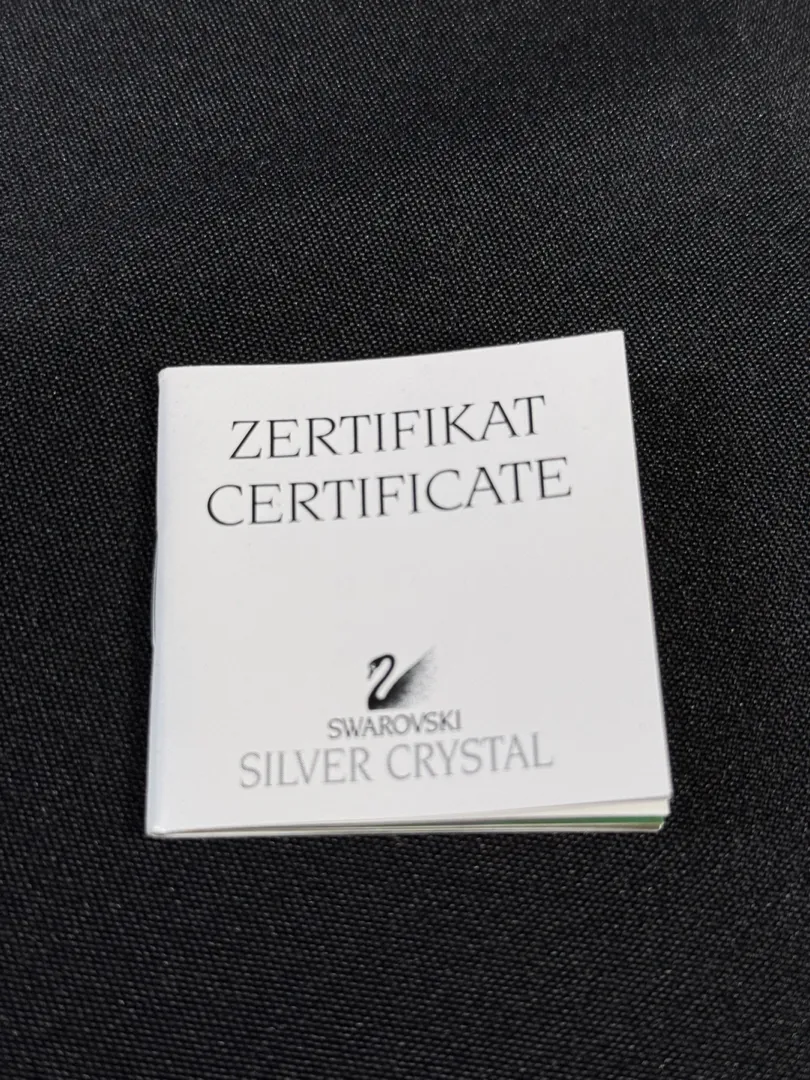 ZERTIFIKAT
CERTIFICATE
SWAROVSKI
SILVER CRYSTAL